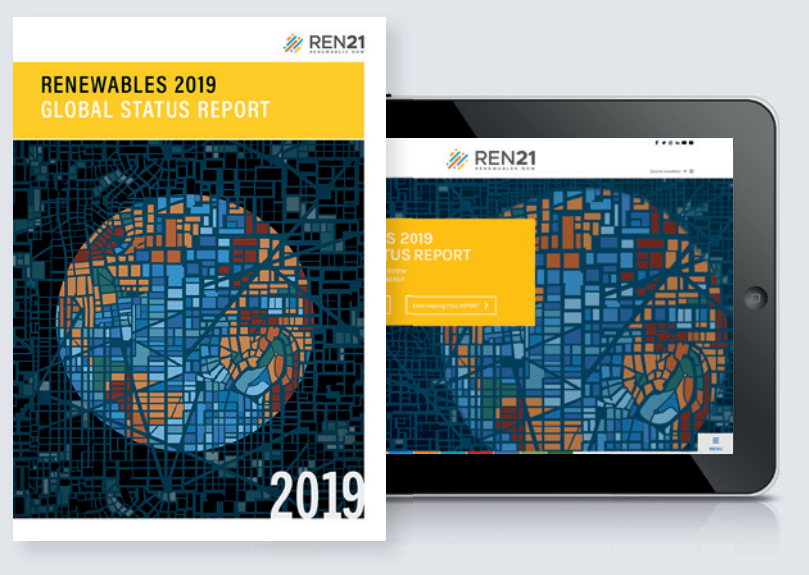 REN21
RENEWABLES NOW
RENEWABLES 2019
GLOBAL STATUS REPORT
2019
REN21
RENEWABLES NOW
S 2019
TUS REPORT
Start reading FULL REPORT
MENU